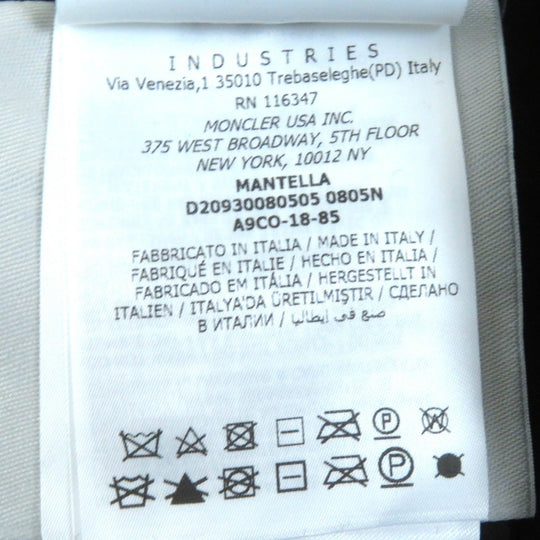 INDUSTRIES
Via Venezia,1 35010 Trebaseleghe(PD) Italy
RN 116347
MONCLER USA INC.
375 WEST BROADWAY, 5TH FLOOR
NEW YORK, 10012 NY
MANTELLA
D20930080505 0805N
A9CO-18-85
FABBRICATO IN ITALIA / MADE IN ITALY /
FABRIQUÉ EN ITALIE / HECHO EN ITALIA /
FABRICADO EM ITÁLIA / HERGESTELLT IN
ITALIEN / ITALYA'DA ÜRETILMIŞTIR / СДЕЛАНО
В ИТАЛИИ / صنع في إيطاليا
P W
P